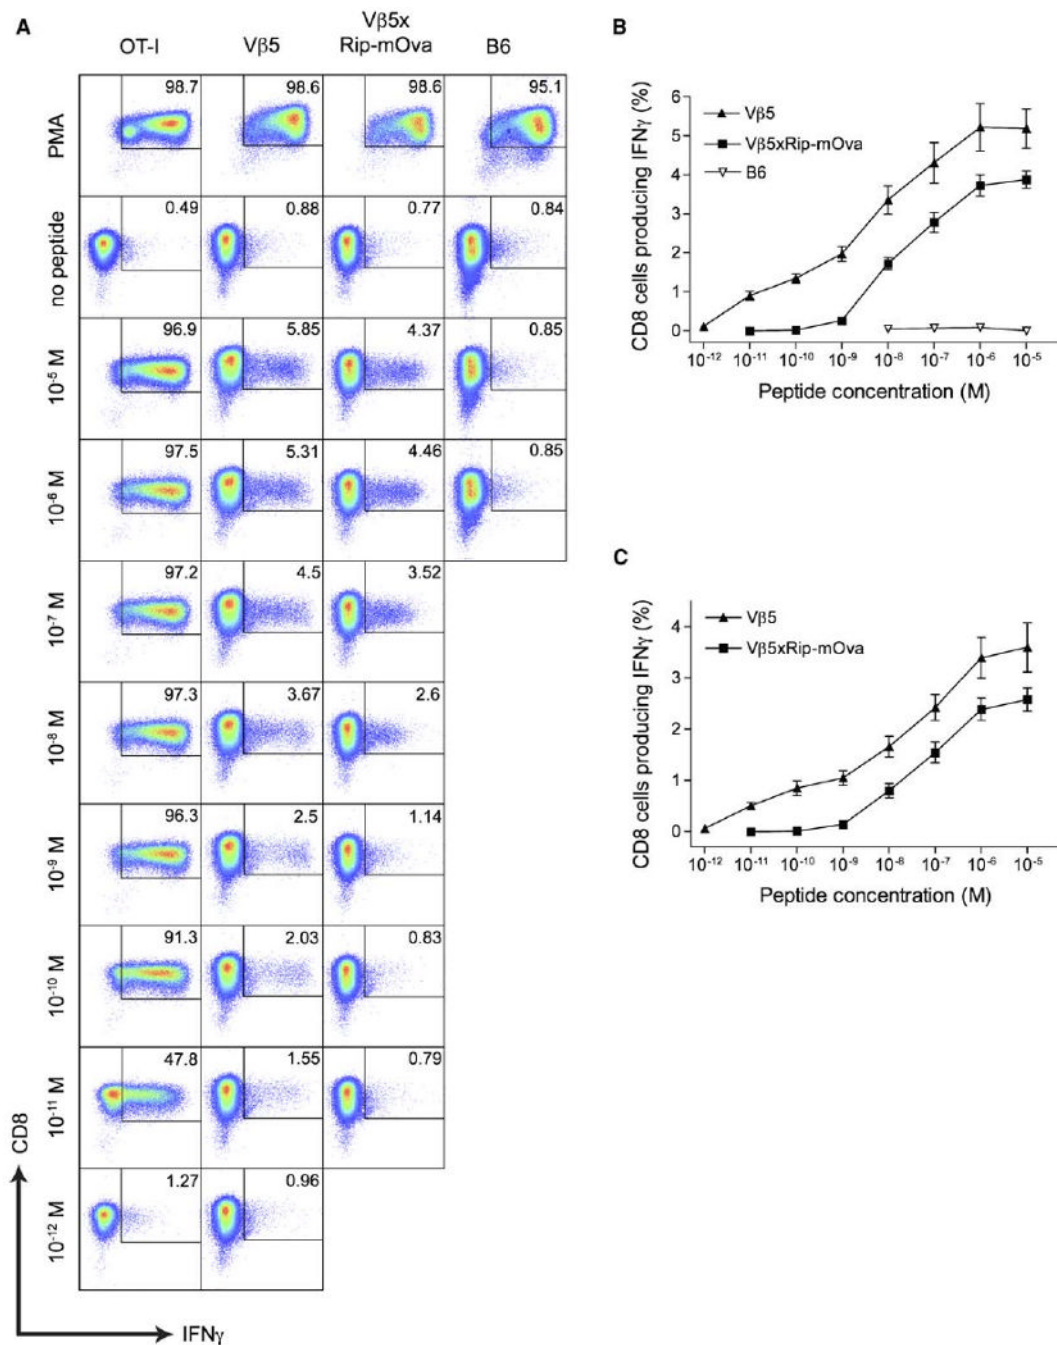 A
OT-I
Vβ5
Vβ5x
Rip-mOva
B6
PMA
98.7
98.6
98.6
95.1
no peptide
0.49
0.88
0.77
0.84
10⁻⁵ M
96.9
5.85
4.37
0.85
10⁻⁶ M
97.5
5.31
4.46
0.85
10⁻⁷ M
97.2
4.5
3.52
10⁻⁸ M
97.3
3.67
2.6
10⁻⁹ M
96.3
2.5
1.14
10⁻¹⁰ M
91.3
2.03
0.83
10⁻¹¹ M
47.8
1.55
0.79
10⁻¹² M
1.27
0.96
CD8
IFNγ
B
CD8 cells producing IFNγ (%)
6
5
4
3
2
1
0
Vβ5
Vβ5xRip-mOva
B6
10⁻¹² 10⁻¹¹ 10⁻¹⁰ 10⁻⁹ 10⁻⁸ 10⁻⁷ 10⁻⁶ 10⁻⁵
Peptide concentration (M)
C
CD8 cells producing IFNγ (%)
4
3
2
1
0
Vβ5
Vβ5xRip-mOva
10⁻¹² 10⁻¹¹ 10⁻¹⁰ 10⁻⁹ 10⁻⁸ 10⁻⁷ 10⁻⁶ 10⁻⁵
Peptide concentration (M)